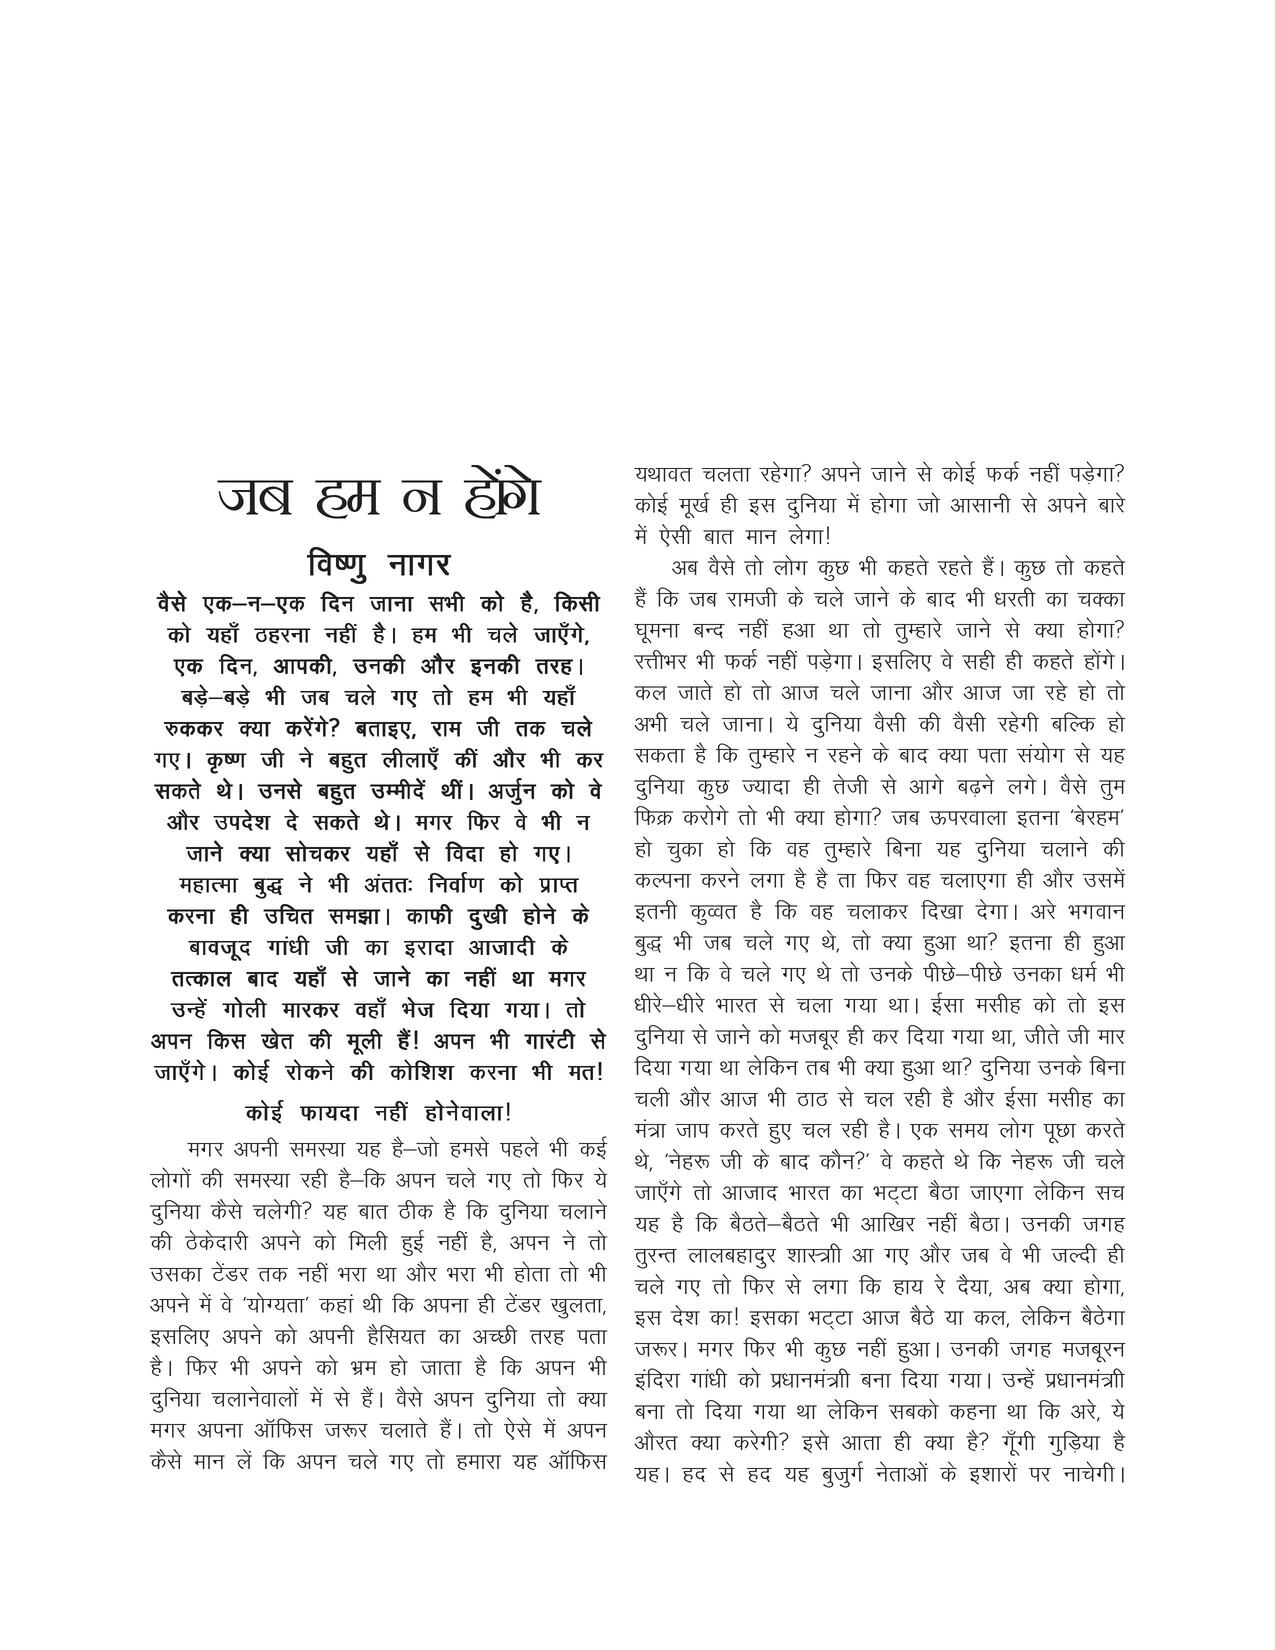 जब हम न होंगे
विष्णु नागर
वैसे एक–न–एक दिन जाना सभी को है, किसी
को यहाँ ठहरना नहीं है। हम भी चले जाएँगे,
एक दिन, आपकी, उनकी और इनकी तरह।
बड़े–बड़े भी जब चले गए तो हम भी यहाँ
रुककर क्या करेंगे? बताइए, राम जी तक चले
गए। कृष्ण जी ने बहुत लीलाएँ कीं और भी कर
सकते थे। उनसे बहुत उम्मीदें थीं। अर्जुन को वे
और उपदेश दे सकते थे। मगर फिर वे भी न
जाने क्या सोचकर यहाँ से विदा हो गए।
महात्मा बुद्ध ने भी अंततः निर्वाण को प्राप्त
करना ही उचित समझा। काफी दुखी होने के
बावजूद गांधी जी का इरादा आजादी के
तत्काल बाद यहाँ से जाने का नहीं था मगर
उन्हें गोली मारकर वहाँ भेज दिया गया। तो
अपन किस खेत की मूली हैं! अपन भी गारंटी से
जाएँगे। कोई रोकने की कोशिश करना भी मत!
कोई फायदा नहीं होनेवाला!
मगर अपनी समस्या यह है–जो हमसे पहले भी कई
लोगों की समस्या रही है–कि अपन चले गए तो फिर ये
दुनिया कैसे चलेगी? यह बात ठीक है कि दुनिया चलाने
की ठेकेदारी अपने को मिली हुई नहीं है, अपन ने तो
उसका टेंडर तक नहीं भरा था और भरा भी होता तो भी
अपने में वे ‘योग्यता’ कहां थी कि अपना ही टेंडर खुलता,
इसलिए अपने को अपनी हैसियत का अच्छी तरह पता
है। फिर भी अपने को भ्रम हो जाता है कि अपन भी
दुनिया चलानेवालों में से हैं। वैसे अपन दुनिया तो क्या
मगर अपना ऑफिस जरूर चलाते हैं। तो ऐसे में अपन
कैसे मान लें कि अपन चले गए तो हमारा यह ऑफिस
यथावत चलता रहेगा? अपने जाने से कोई फर्क नहीं पड़ेगा?
कोई मूर्ख ही इस दुनिया में होगा जो आसानी से अपने बारे
में ऐसी बात मान लेगा!
अब वैसे तो लोग कुछ भी कहते रहते हैं। कुछ तो कहते
हैं कि जब रामजी के चले जाने के बाद भी धरती का चक्का
घूमना बन्द नहीं हआ था तो तुम्हारे जाने से क्या होगा?
रत्तीभर भी फर्क नहीं पड़ेगा। इसलिए वे सही ही कहते होंगे।
कल जाते हो तो आज चले जाना और आज जा रहे हो तो
अभी चले जाना। ये दुनिया वैसी की वैसी रहेगी बल्कि हो
सकता है कि तुम्हारे न रहने के बाद क्या पता संयोग से यह
दुनिया कुछ ज्यादा ही तेजी से आगे बढ़ने लगे। वैसे तुम
फिक्र करोगे तो भी क्या होगा? जब ऊपरवाला इतना ‘बेरहम’
हो चुका हो कि वह तुम्हारे बिना यह दुनिया चलाने की
कल्पना करने लगा है है ता फिर वह चलाएगा ही और उसमें
इतनी कुव्वत है कि वह चलाकर दिखा देगा। अरे भगवान
बुद्ध भी जब चले गए थे, तो क्या हुआ था? इतना ही हुआ
था न कि वे चले गए थे तो उनके पीछे–पीछे उनका धर्म भी
धीरे–धीरे भारत से चला गया था। ईसा मसीह को तो इस
दुनिया से जाने को मजबूर ही कर दिया गया था, जीते जी मार
दिया गया था लेकिन तब भी क्या हुआ था? दुनिया उनके बिना
चली और आज भी ठाठ से चल रही है और ईसा मसीह का
मंत्रा जाप करते हुए चल रही है। एक समय लोग पूछा करते
थे, ‘नेहरू जी के बाद कौन?’ वे कहते थे कि नेहरू जी चले
जाएँगे तो आजाद भारत का भट्टा बैठा जाएगा लेकिन सच
यह है कि बैठते–बैठते भी आखिर नहीं बैठा। उनकी जगह
तुरन्त लालबहादुर शास्त्राी आ गए और जब वे भी जल्दी ही
चले गए तो फिर से लगा कि हाय रे दैया, अब क्या होगा,
इस देश का! इसका भट्टा आज बैठे या कल, लेकिन बैठेगा
जरूर। मगर फिर भी कुछ नहीं हुआ। उनकी जगह मजबूरन
इंदिरा गांधी को प्रधानमंत्राी बना दिया गया। उन्हें प्रधानमंत्राी
बना तो दिया गया था लेकिन सबको कहना था कि अरे, ये
औरत क्या करेगी? इसे आता ही क्या है? गूँगी गुड़िया है
यह। हद से हद यह बुजुर्ग नेताओं के इशारों पर नाचेगी।